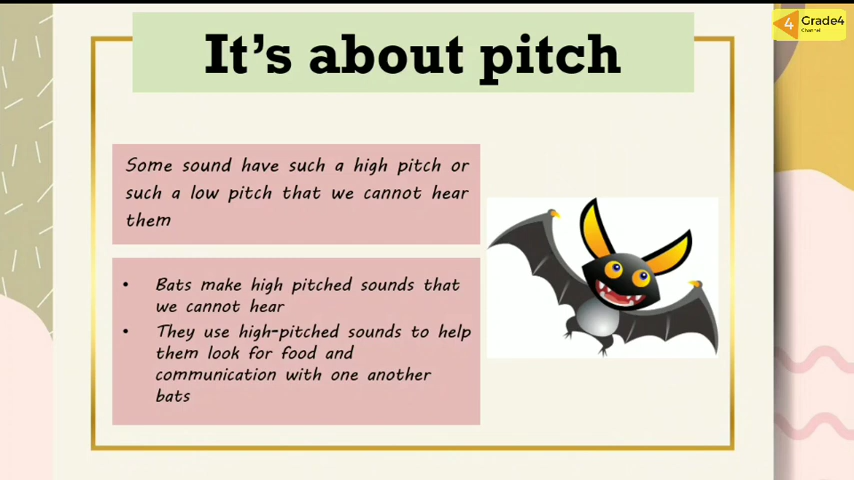 It's about pitch
4 Grade4
Channel
Some sound have such a high pitch or
such a low pitch that we cannot hear
them
• Bats make high pitched sounds that
we cannot hear
• They use high-pitched sounds to help
them look for food and
communication with one another
bats